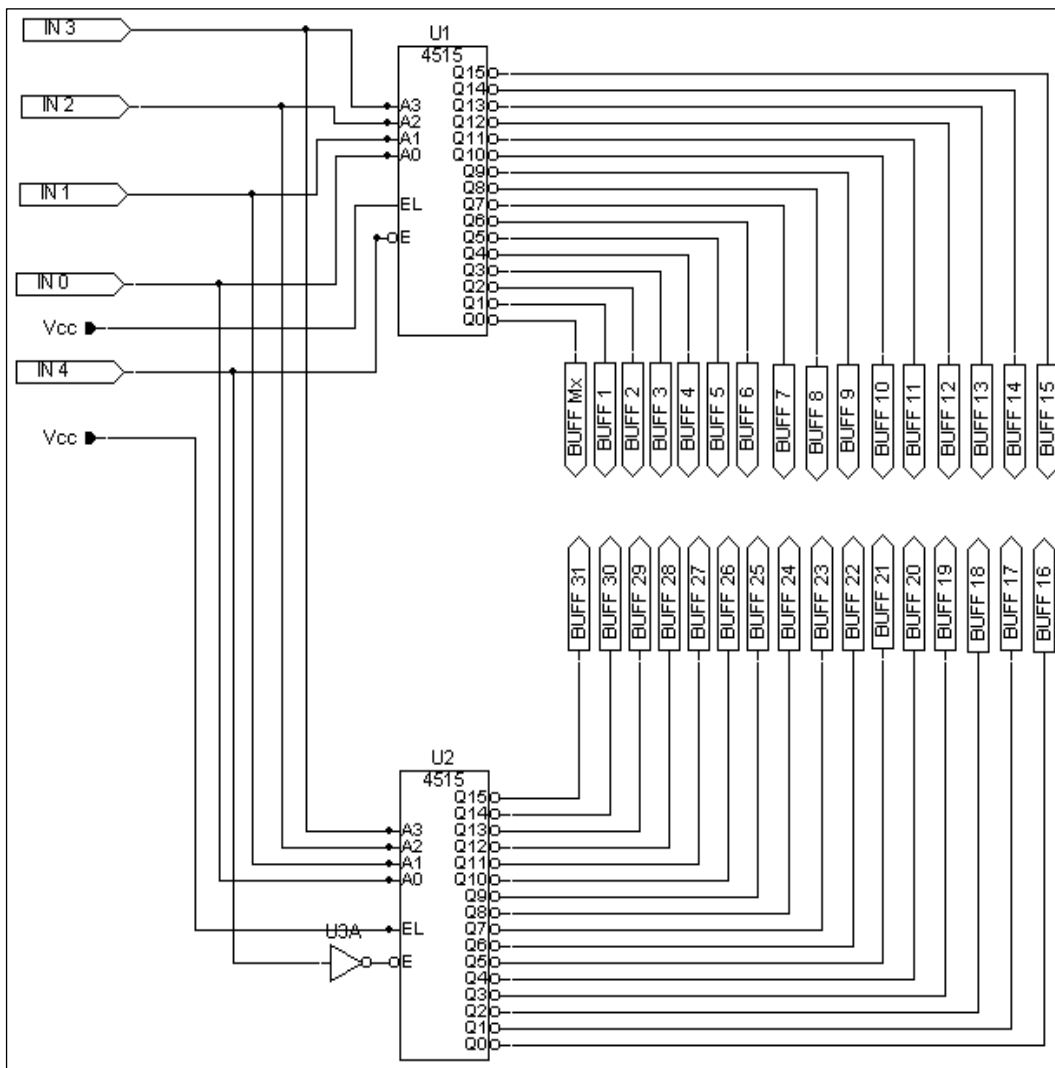 IN 3
IN 2
IN 1
IN 0
Vcc
IN 4
Vcc
U1
4515
A3
A2
A1
A0
EL
E
Q15
Q14
Q13
Q12
Q11
Q10
Q9
Q8
Q7
Q6
Q5
Q4
Q3
Q2
Q1
Q0
BUFF Mx
BUFF 1
BUFF 2
BUFF 3
BUFF 4
BUFF 5
BUFF 6
BUFF 7
BUFF 8
BUFF 9
BUFF 10
BUFF 11
BUFF 12
BUFF 13
BUFF 14
BUFF 15
BUFF 31
BUFF 30
BUFF 29
BUFF 28
BUFF 27
BUFF 26
BUFF 25
BUFF 24
BUFF 23
BUFF 22
BUFF 21
BUFF 20
BUFF 19
BUFF 18
BUFF 17
BUFF 16
U2
4515
A3
A2
A1
A0
EL
E
U3A
Q15
Q14
Q13
Q12
Q11
Q10
Q9
Q8
Q7
Q6
Q5
Q4
Q3
Q2
Q1
Q0